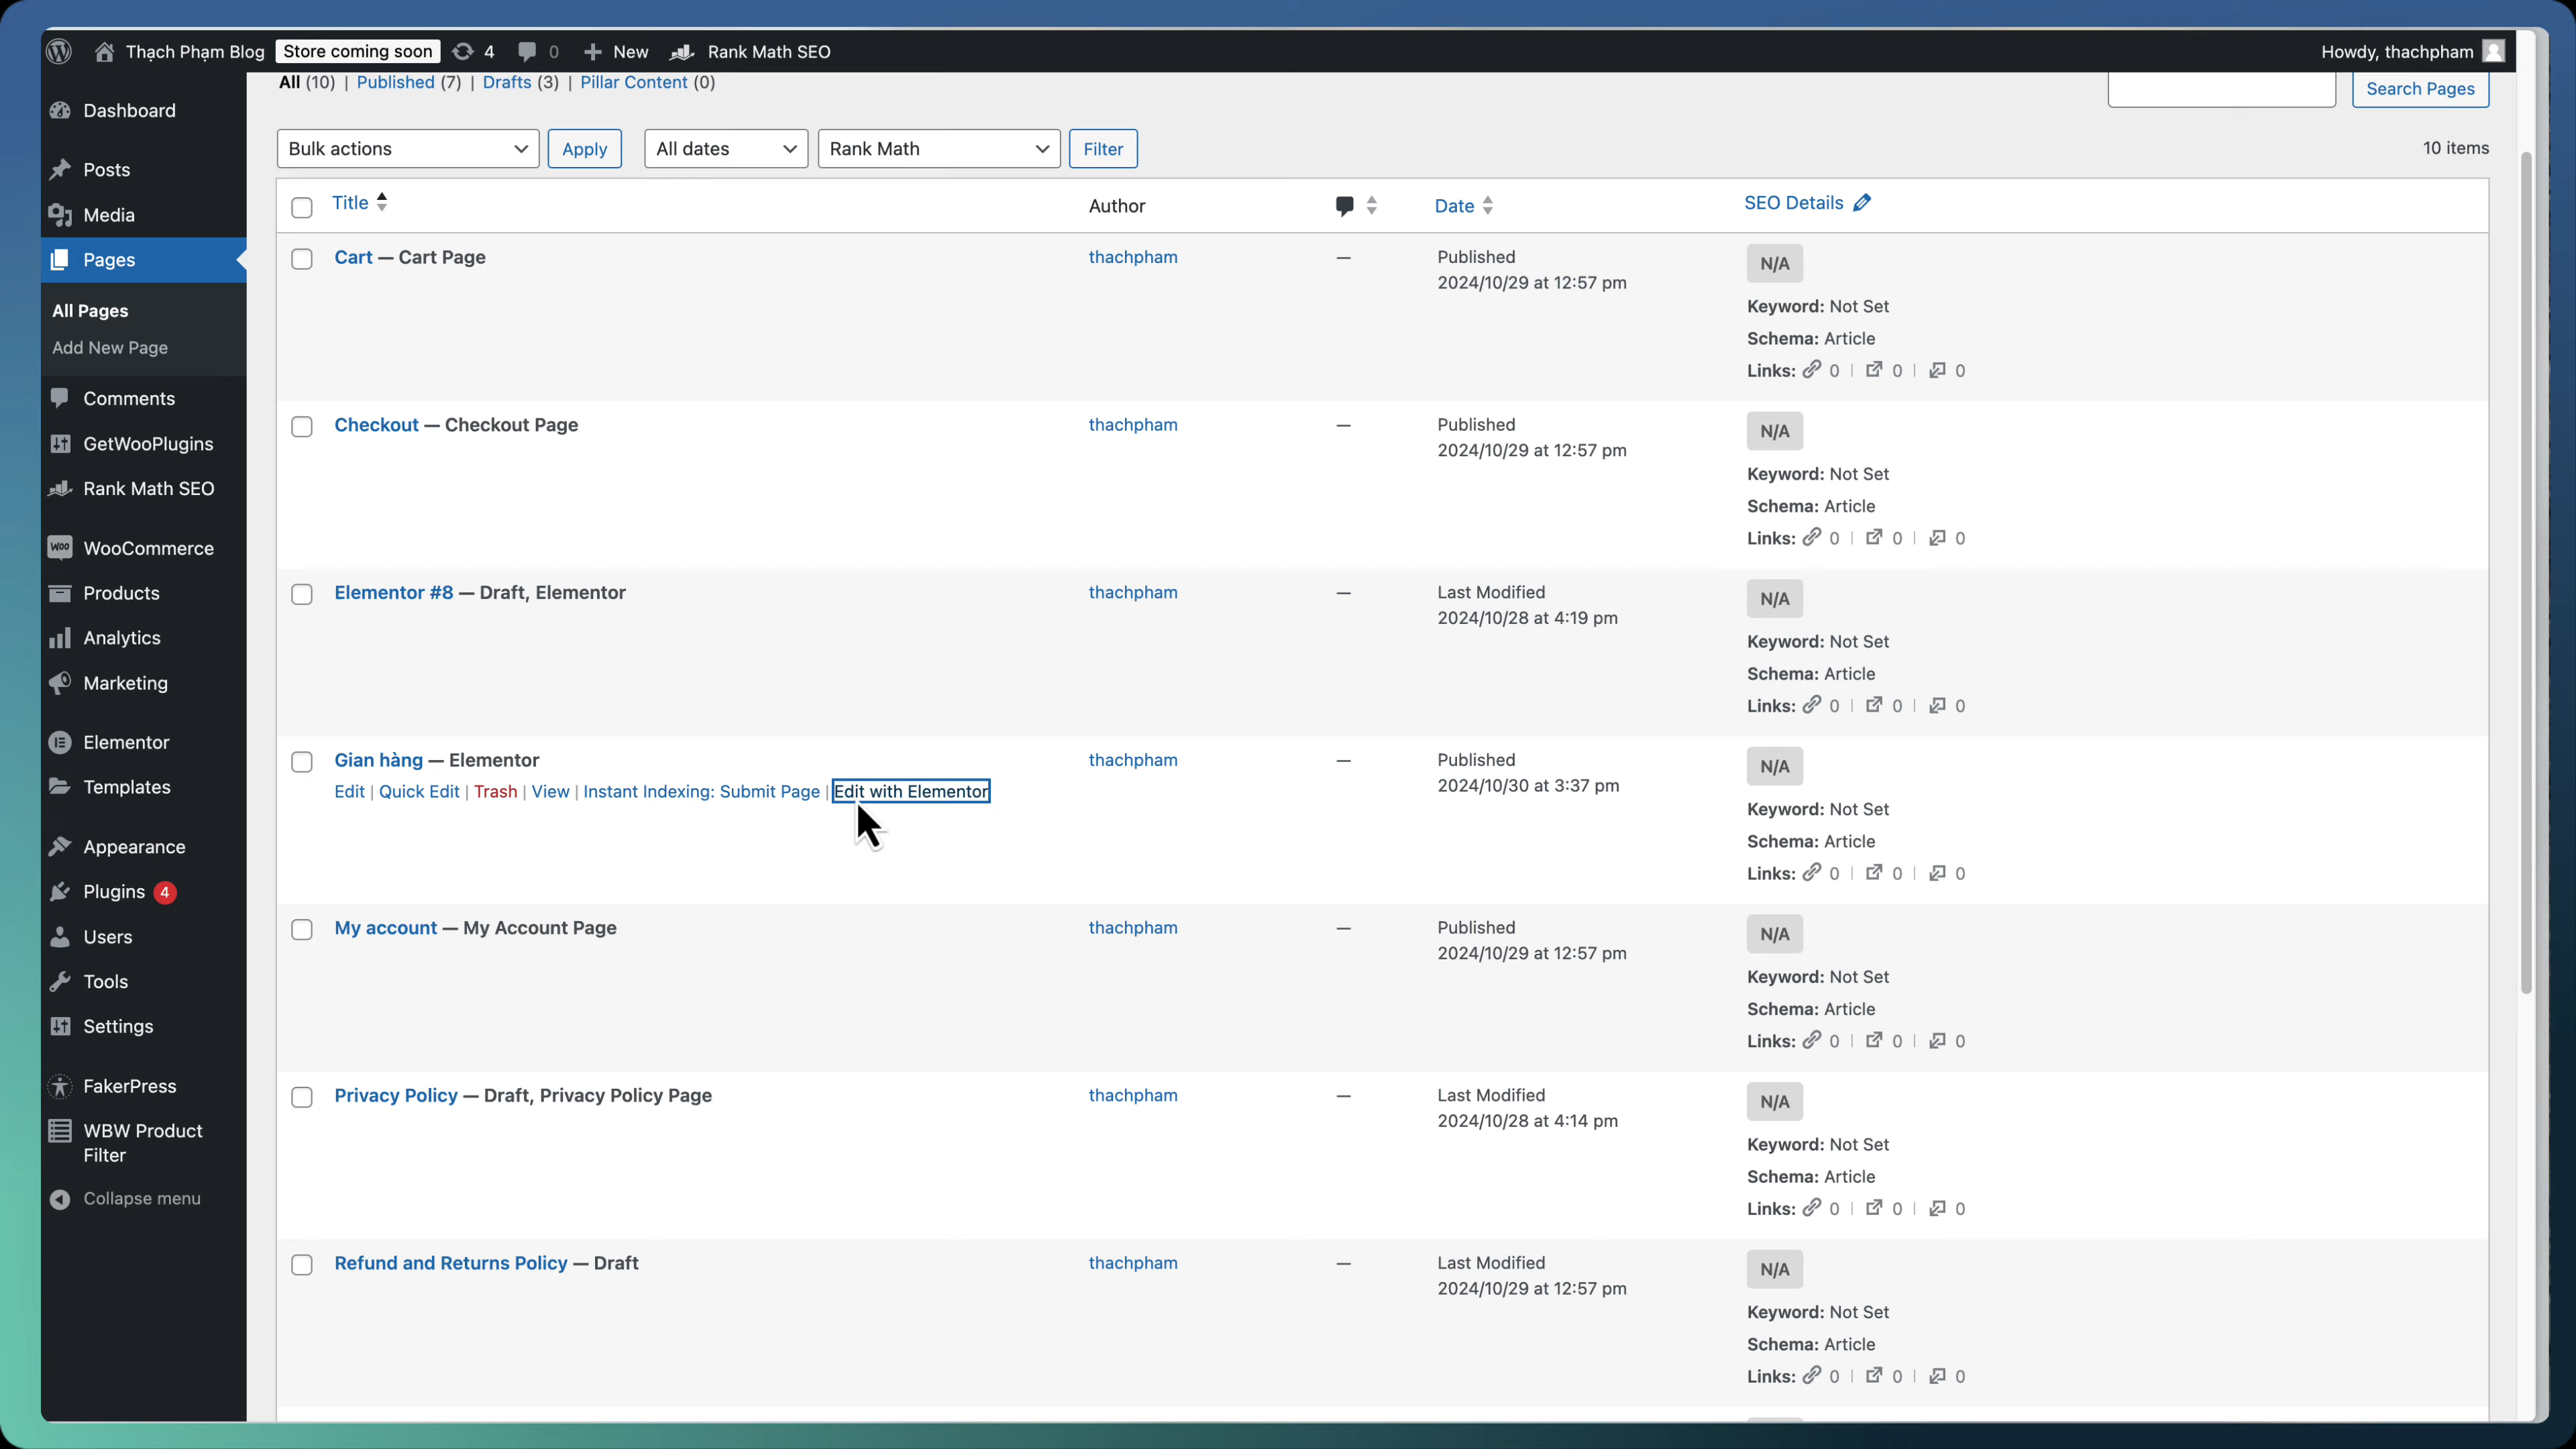 Thạch Phạm Blog Store coming soon 4 0 New Rank Math SEO Howdy, thachpham
Dashboard
Posts
Media
Pages
All Pages
Add New Page
Comments
GetWooPlugins
Rank Math SEO
WooCommerce
Products
Analytics
Marketing
Elementor
Templates
Appearance
Plugins 4
Users
Tools
Settings
FakerPress
WBW Product
Filter
Collapse menu
All (10) | Published (7) | Drafts (3) | Pillar Content (0)
Search Pages
Bulk actions Apply All dates Rank Math Filter 10 items
Title Author Date SEO Details
Cart — Cart Page thachpham — Published N/A
2024/10/29 at 12:57 pm
Keyword: Not Set
Schema: Article
Links: 0 | 0 | 0
Checkout — Checkout Page thachpham — Published N/A
2024/10/29 at 12:57 pm
Keyword: Not Set
Schema: Article
Links: 0 | 0 | 0
Elementor #8 — Draft, Elementor thachpham — Last Modified N/A
2024/10/28 at 4:19 pm
Keyword: Not Set
Schema: Article
Links: 0 | 0 | 0
Gian hàng — Elementor thachpham — Published N/A
Edit | Quick Edit | Trash | View | Instant Indexing: Submit Page | Edit with Elementor 2024/10/30 at 3:37 pm
Keyword: Not Set
Schema: Article
Links: 0 | 0 | 0
My account — My Account Page thachpham — Published N/A
2024/10/29 at 12:57 pm
Keyword: Not Set
Schema: Article
Links: 0 | 0 | 0
Privacy Policy — Draft, Privacy Policy Page thachpham — Last Modified N/A
2024/10/28 at 4:14 pm
Keyword: Not Set
Schema: Article
Links: 0 | 0 | 0
Refund and Returns Policy — Draft thachpham — Last Modified N/A
2024/10/29 at 12:57 pm
Keyword: Not Set
Schema: Article
Links: 0 | 0 | 0